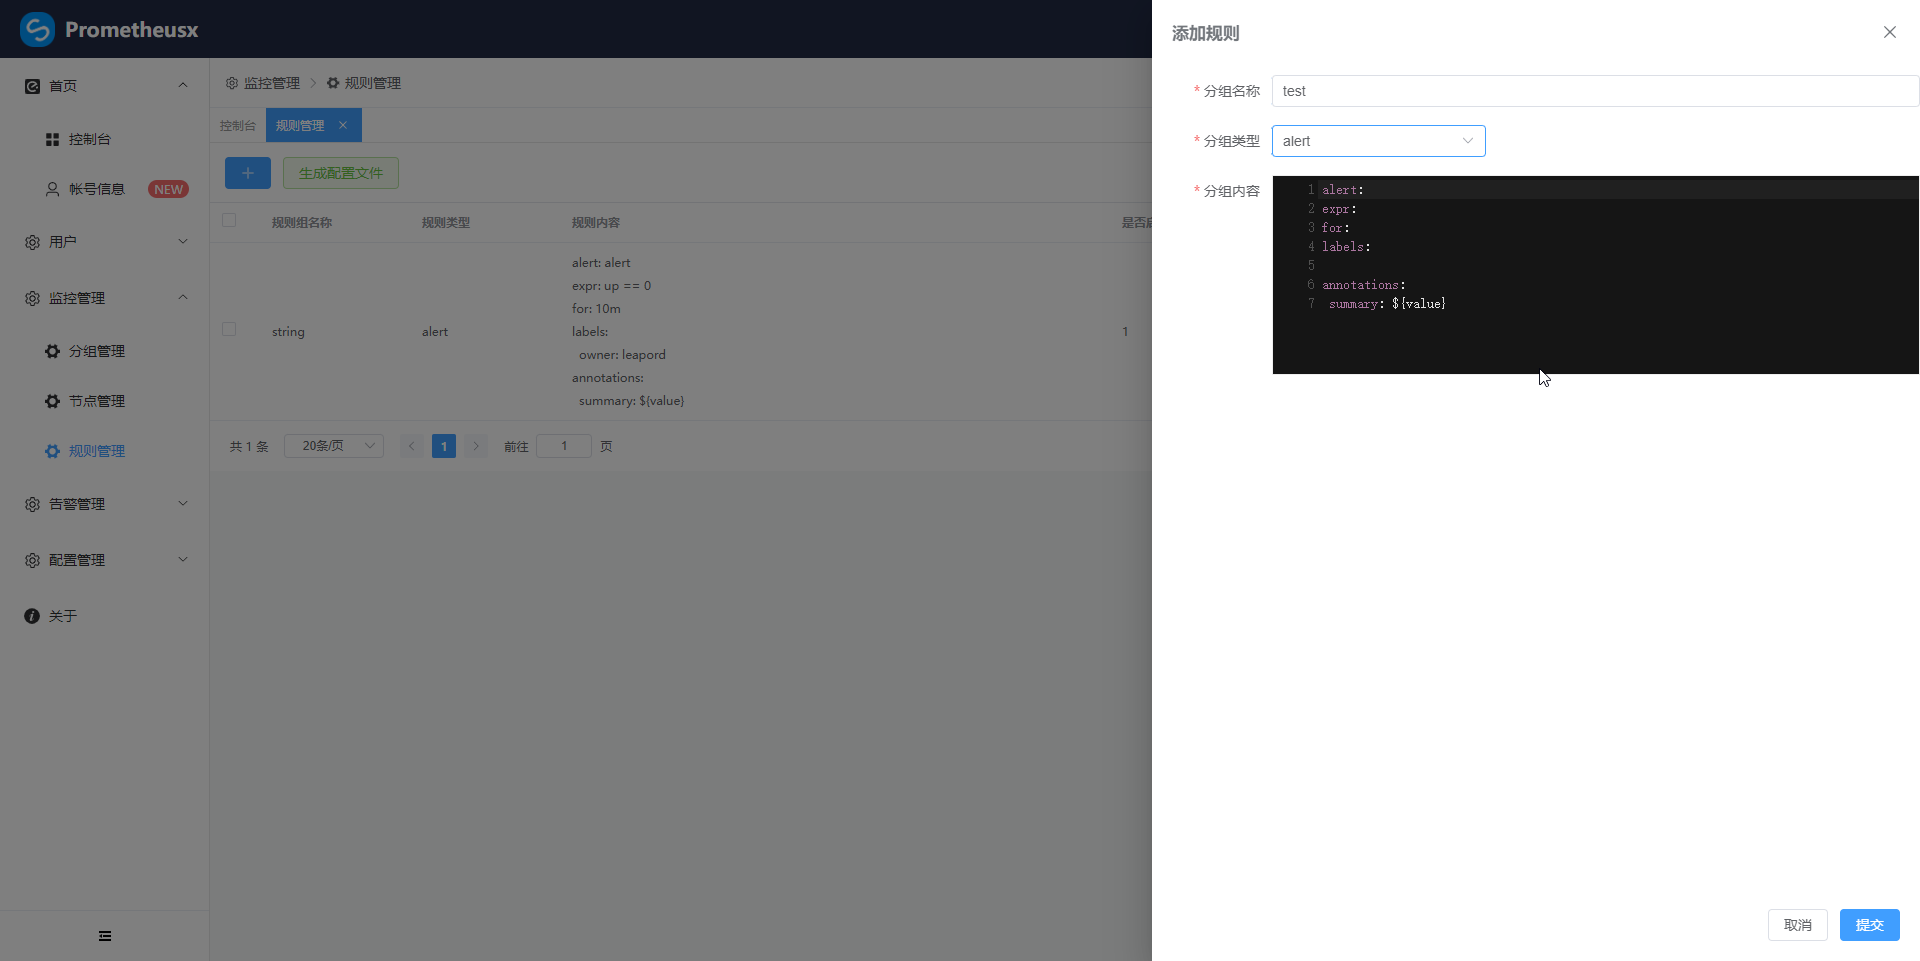 Prometheusx
首页
控制台
帐号信息 NEW
用户
监控管理
分组管理
节点管理
规则管理
告警管理
配置管理
关于
监控管理 规则管理
控制台 规则管理
生成配置文件
规则组名称 规则类型 规则内容 是否
string alert 1
alert: alert
expr: up == 0
for: 10m
labels:
owner: leapord
annotations:
summary: ${value}
共 1 条 20条/页 1 前往 1 页
添加规则
* 分组名称 test
* 分组类型 alert
* 分组内容
1 alert:
2 expr:
3 for:
4 labels:
5
6 annotations:
7 summary: ${value}
取消 提交